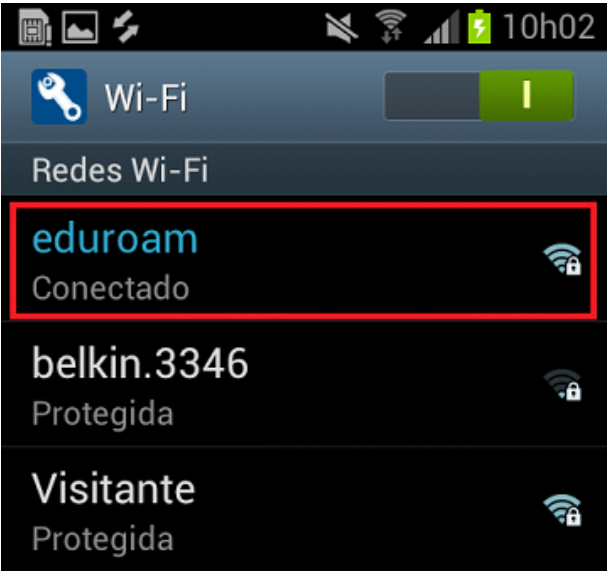 10h02
Wi-Fi
Redes Wi-Fi
eduroam
Conectado
belkin.3346
Protegida
Visitante
Protegida